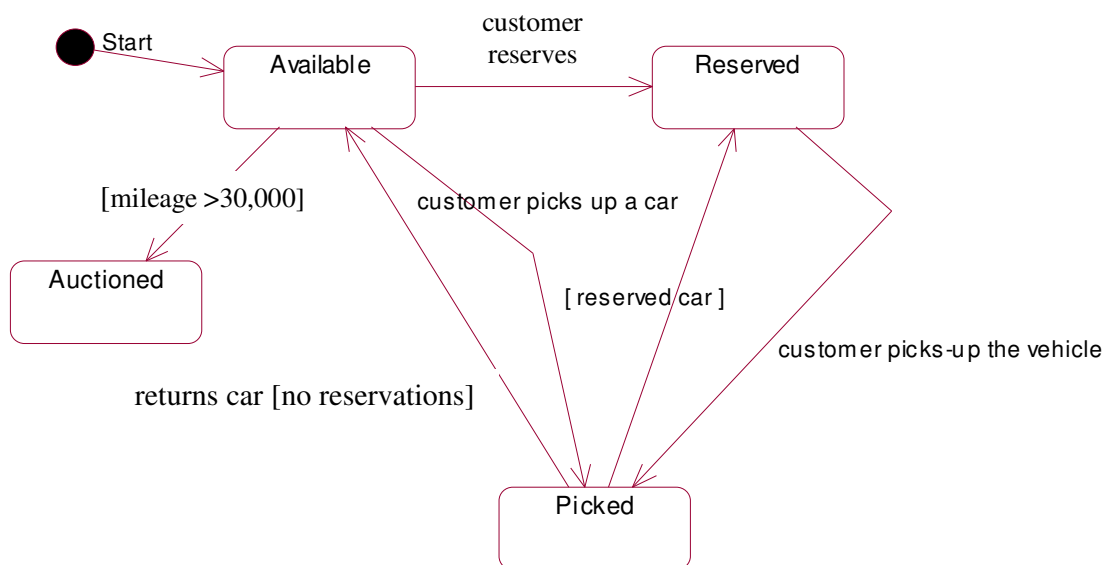 Start
Available
customer
reserves
Reserved
[mileage >30,000]
customer picks up a car
Auctioned
[ reserved car ]
customer picks-up the vehicle
returns car [no reservations]
Picked